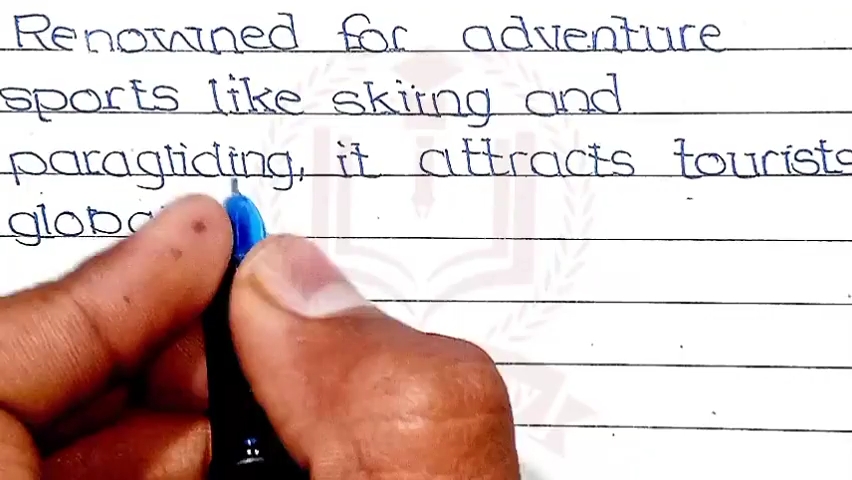 Renowned for adventure
sports like skiing and
paragliding, it attracts tourists